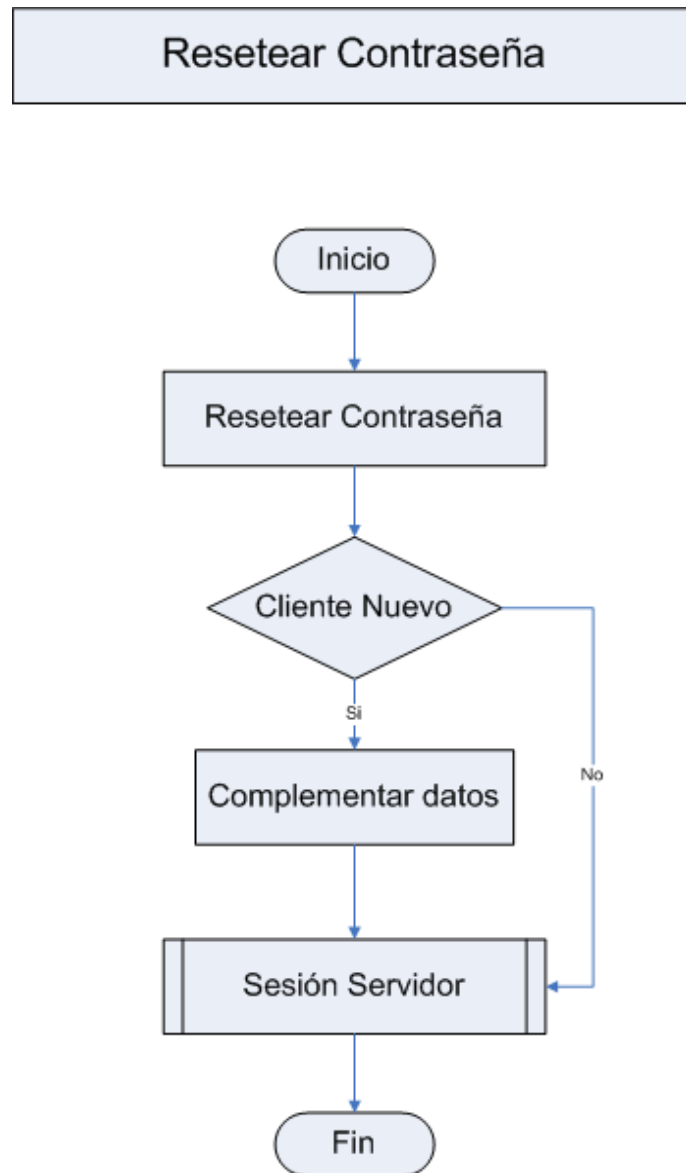 Resetear Contraseña
Inicio
Resetear Contraseña
Cliente Nuevo
Si
Complementar datos
No
Sesión Servidor
Fin